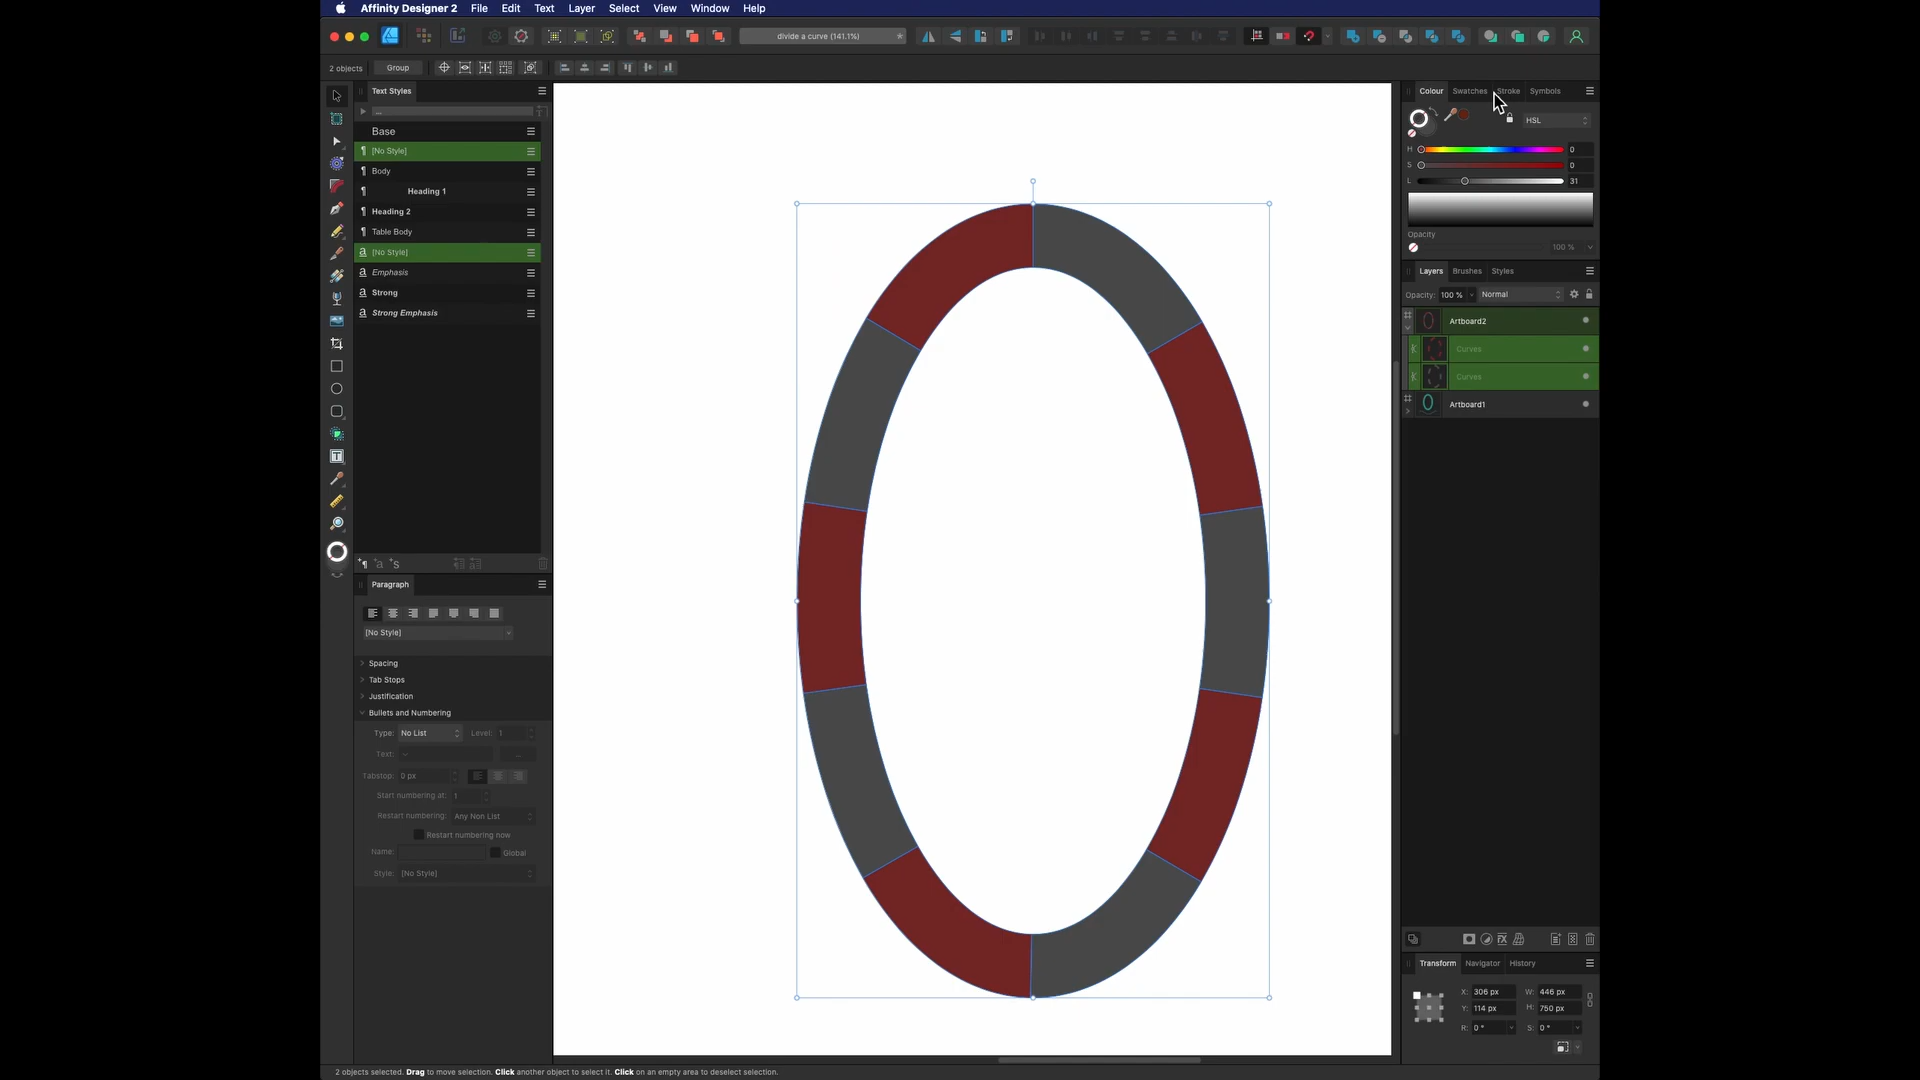 Affinity Designer 2 File Edit Text Layer Select View Window Help
divide a curve (141.1%)
2 objects Group
Text Styles
...
Base
[No Style]
Body
Heading 1
Heading 2
Table Body
[No Style]
Emphasis
Strong
Strong Emphasis
Paragraph
[No Style]
Spacing
Tab Stops
Justification
Bullets and Numbering
Type: No List Level: 1
Text:
Tabstop: 0 px
Start numbering at: 1
Restart numbering: Any Non List
Restart numbering now
Name: Global
Style: [No Style]
Colour Swatches Stroke Symbols
HSL
H 0
S 0
L 31
Opacity
100 %
Layers Brushes Styles
Opacity: 100 % Normal
Artboard2
Curves
Curves
Artboard1
Transform Navigator History
X: 306 px W: 446 px
Y: 114 px H: 750 px
R: 0 ° S: 0 °
2 objects selected. Drag to move selection. Click another object to select it. Click on an empty area to deselect selection.